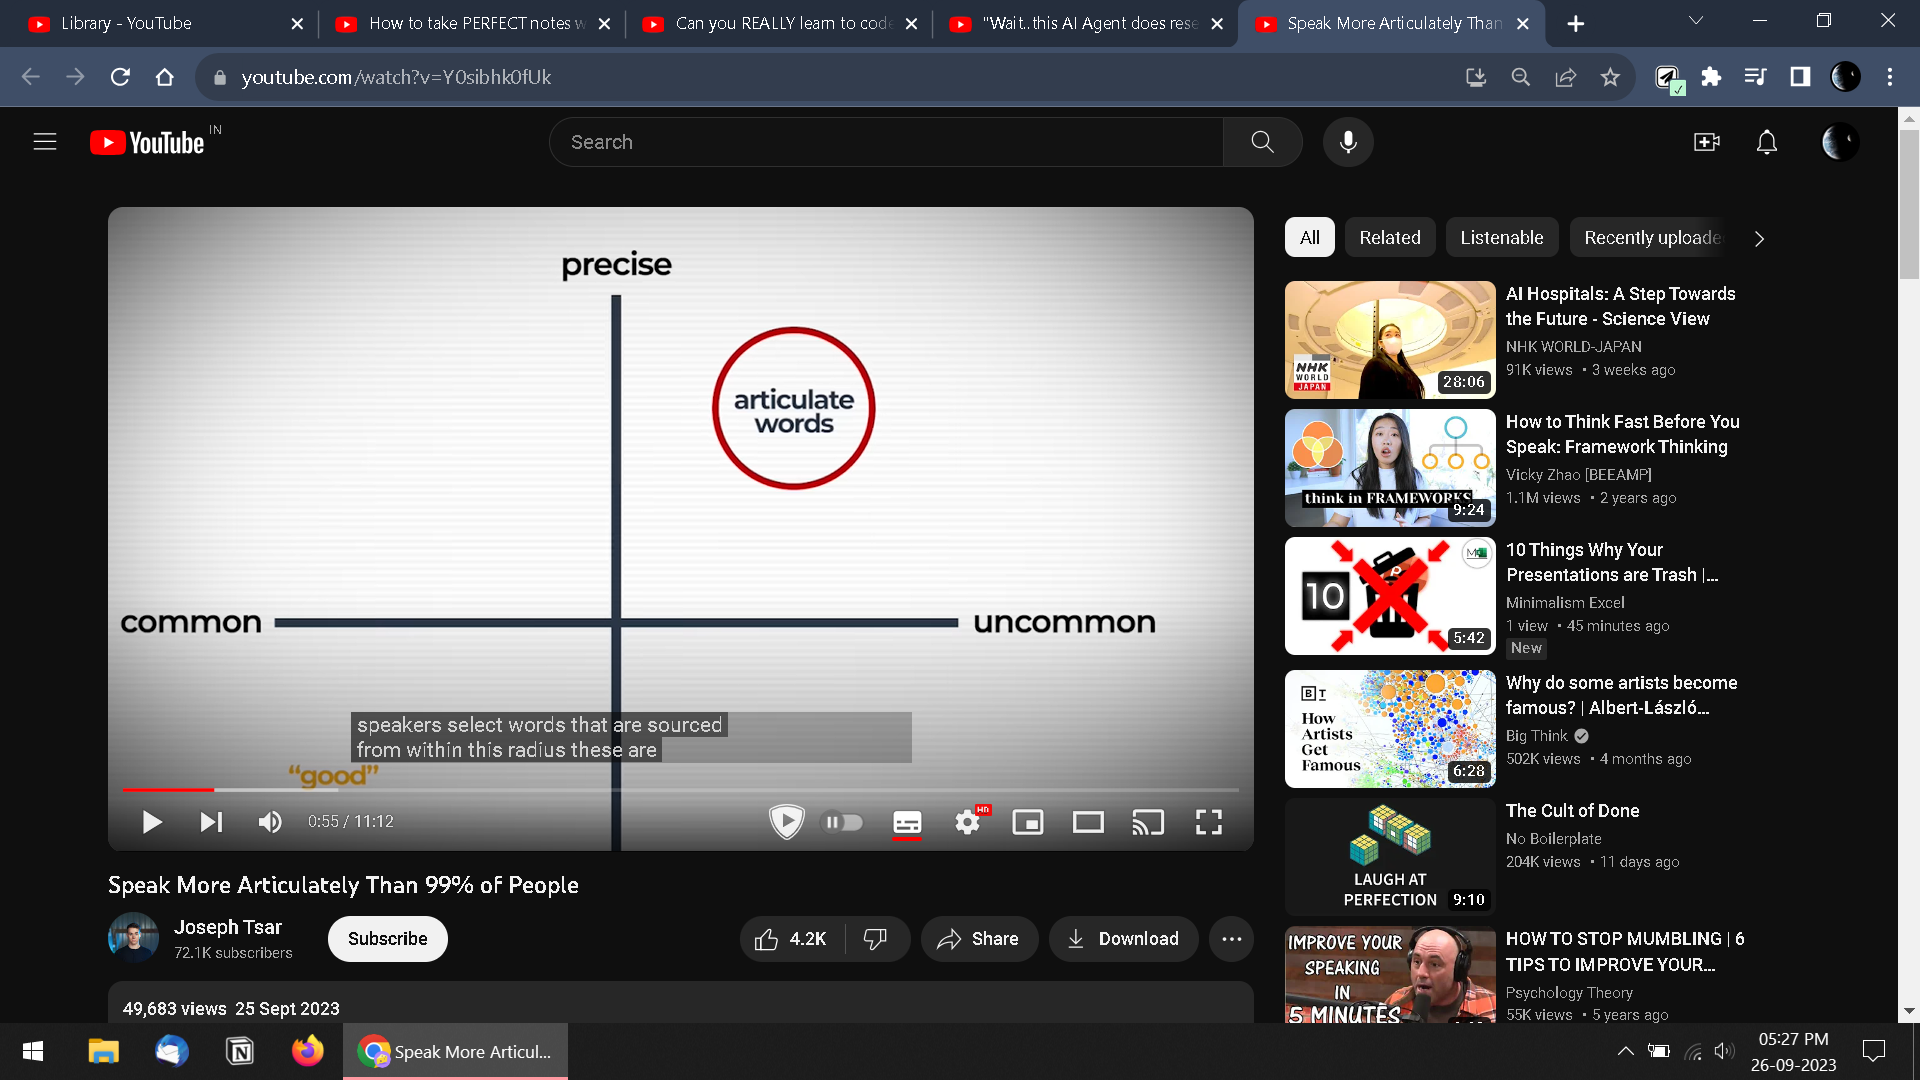 Library - YouTube
How to take PERFECT notes w
Can you REALLY learn to code
"Wait..this AI Agent does rese
Speak More Articulately Than
youtube.com/watch?v=Y0sibhk0fUk
YouTube IN
Search
precise
articulate
words
common
uncommon
speakers select words that are sourced
from within this radius these are
“good”
0:55 / 11:12
HD
Speak More Articulately Than 99% of People
Joseph Tsar
72.1K subscribers
Subscribe
4.2K
Share
Download
49,683 views 25 Sept 2023
All
Related
Listenable
Recently uploade
NHK
WORLD
JAPAN
28:06
AI Hospitals: A Step Towards
the Future - Science View
NHK WORLD-JAPAN
91K views • 3 weeks ago
think in FRAMEWORKS
9:24
How to Think Fast Before You
Speak: Framework Thinking
Vicky Zhao [BEEAMP]
1.1M views • 2 years ago
10
5:42
10 Things Why Your
Presentations are Trash |...
Minimalism Excel
1 view • 45 minutes ago
New
B T
How
Artists
Get
Famous
6:28
Why do some artists become
famous? | Albert-László...
Big Think
502K views • 4 months ago
LAUGH AT
PERFECTION
9:10
The Cult of Done
No Boilerplate
204K views • 11 days ago
IMPROVE YOUR
SPEAKING
IN
5 MINUTES
HOW TO STOP MUMBLING | 6
TIPS TO IMPROVE YOUR...
Psychology Theory
55K views • 5 years ago
Speak More Articul...
05:27 PM
26-09-2023